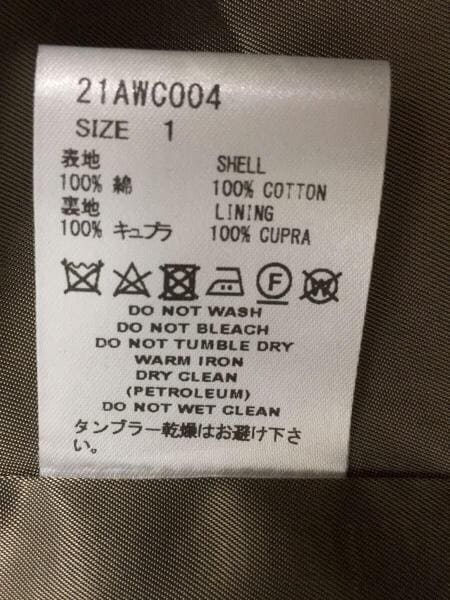 21AWC004
SIZE 1
表地 SHELL
100% 綿 100% COTTON
裏地 LINING
100% キュプラ 100% CUPRA
F W
DO NOT WASH
DO NOT BLEACH
DO NOT TUMBLE DRY
WARM IRON
DRY CLEAN
(PETROLEUM)
DO NOT WET CLEAN
タンブラー乾燥はお避け下さ
い。